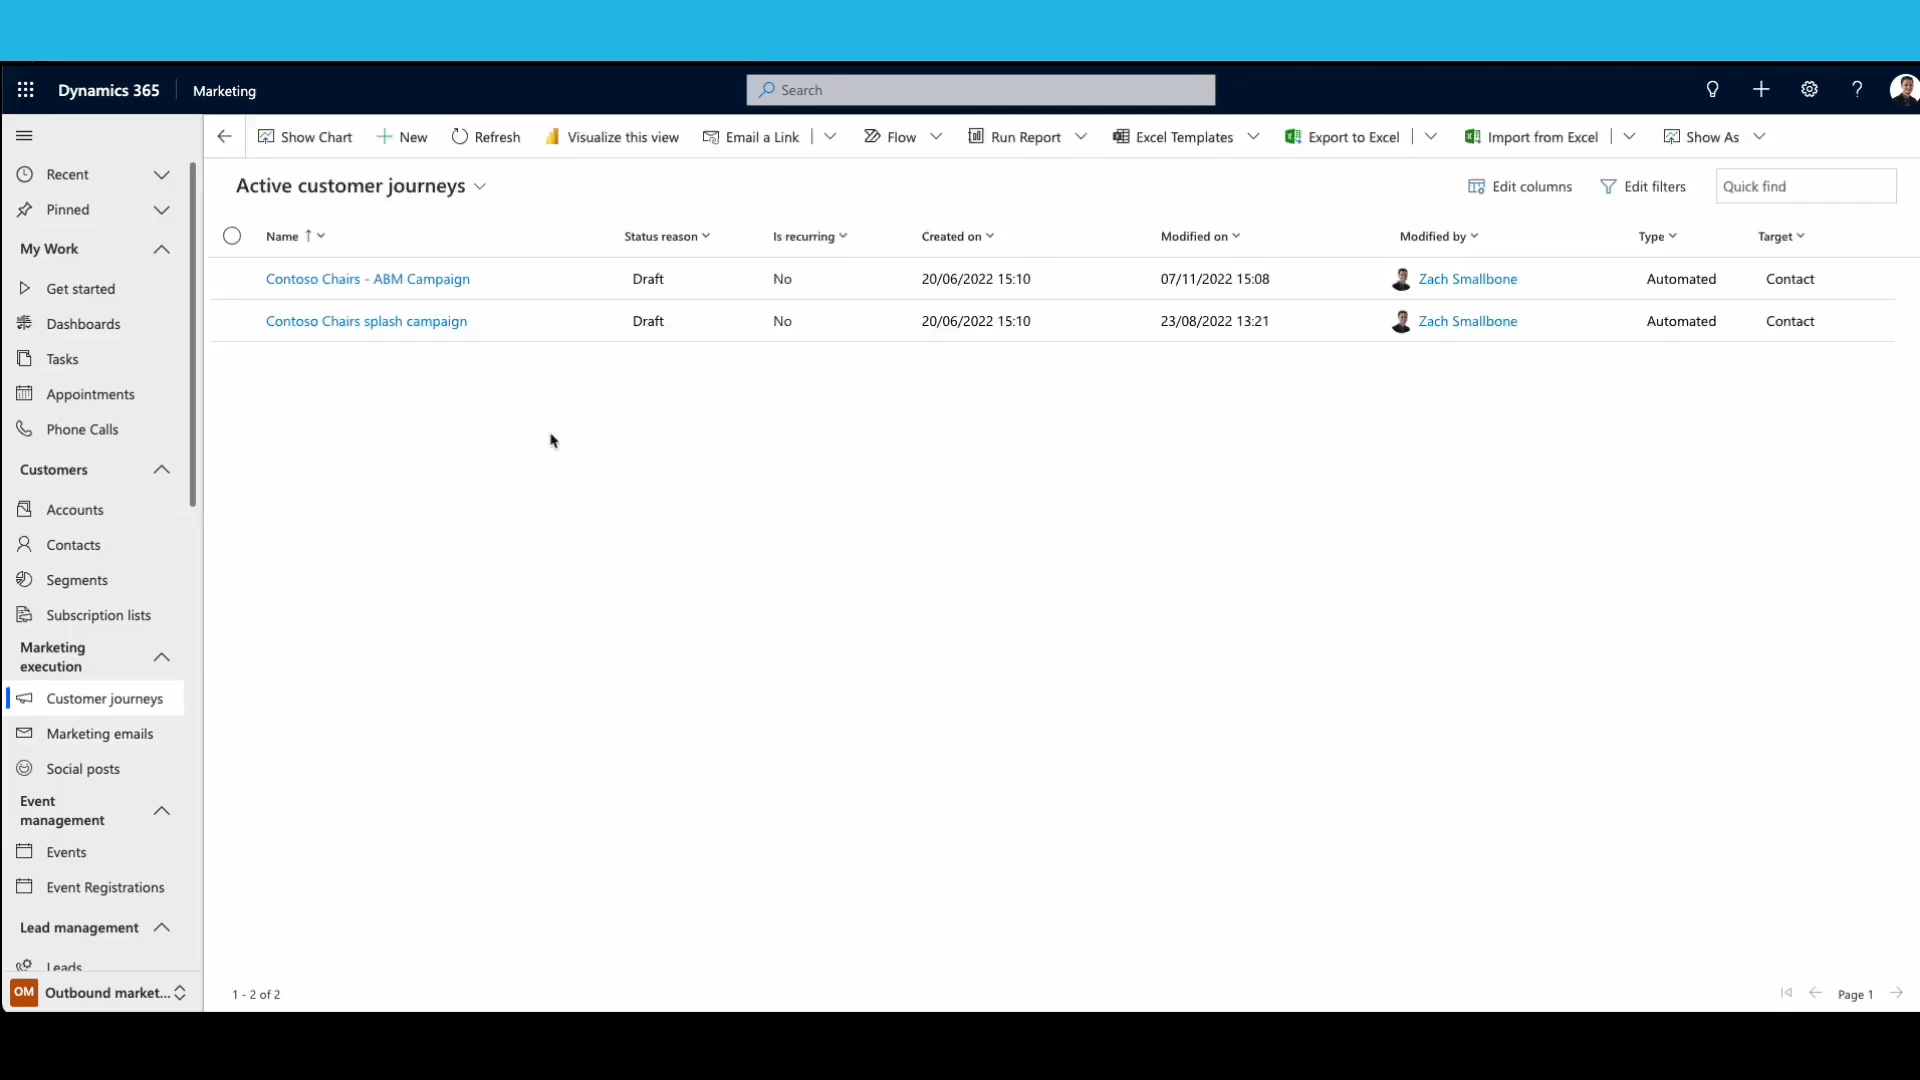 Dynamics 365 Marketing Search ?
Show Chart New Refresh Visualize this view Email a Link Flow Run Report Excel Templates Export to Excel Import from Excel Show As
Recent
Pinned
My Work
Get started
Dashboards
Tasks
Appointments
Phone Calls
Customers
Accounts
Contacts
Segments
Subscription lists
Marketing
execution
Customer journeys
Marketing emails
Social posts
Event
management
Events
Event Registrations
Lead management
Leads
OM Outbound market...
Active customer journeys Edit columns Edit filters Quick find
Name ↑ Status reason Is recurring Created on Modified on Modified by Type Target
Contoso Chairs - ABM Campaign Draft No 20/06/2022 15:10 07/11/2022 15:08 Zach Smallbone Automated Contact
Contoso Chairs splash campaign Draft No 20/06/2022 15:10 23/08/2022 13:21 Zach Smallbone Automated Contact
1 - 2 of 2 Page 1